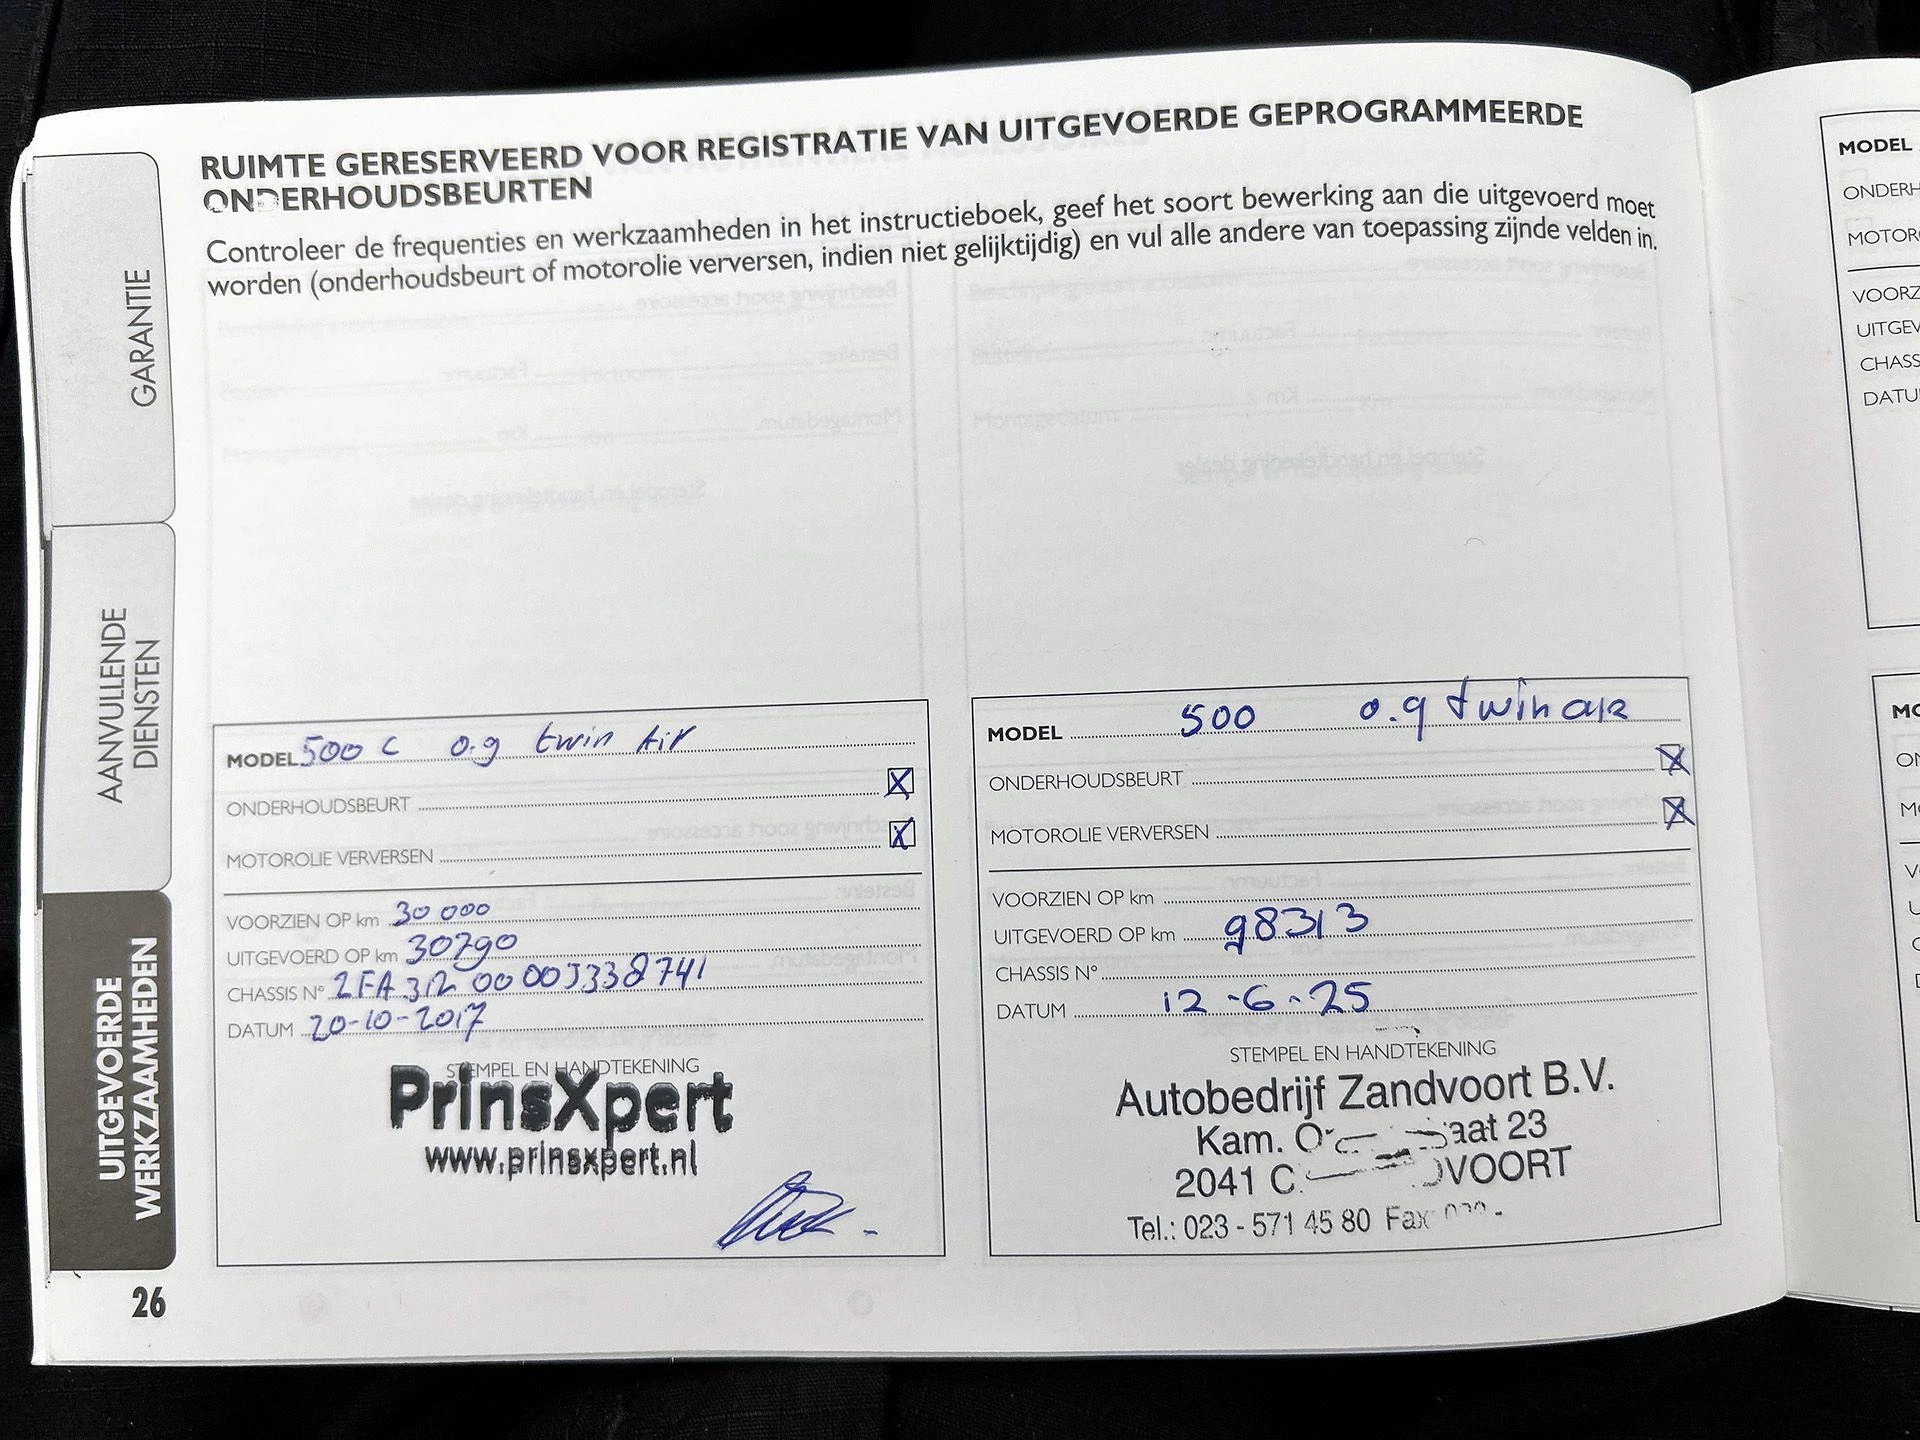 RUIMTE GERESERVEERD VOOR REGISTRATIE VAN UITGEVOERDE GEPROGRAMMEERDE
ONDERHOUDSBEURTEN
Controleer de frequenties en werkzaamheden in het instructieboek, geef het soort bewerking aan die uitgevoerd moet
worden (onderhoudsbeurt of motorolie verversen, indien niet gelijktijdig) en vul alle andere van toepassing zijnde velden in.
GARANTIE
AANVULLENDE
DIENSTEN
UITGEVOERDE
WERKZAAMHEDEN
MODEL 500 C 0.9 twin Air
ONDERHOUDSBEURT X
MOTOROLIE VERVERSEN X
VOORZIEN OP km 30 000
UITGEVOERD OP km 30790
CHASSIS N°
DATUM 20-10-2017
STEMPEL EN HANDTEKENING
PrinsXpert
www.prinsxpert.nl
MODEL 500 0.9 twin air
ONDERHOUDSBEURT X
MOTOROLIE VERVERSEN X
VOORZIEN OP km
UITGEVOERD OP km 98313
CHASSIS N°
DATUM 12-6-25
STEMPEL EN HANDTEKENING
Autobedrijf Zandvoort B.V.
Kam. 23
2041
Tel.: 023 - 571 45 80 Fax
26
MODEL